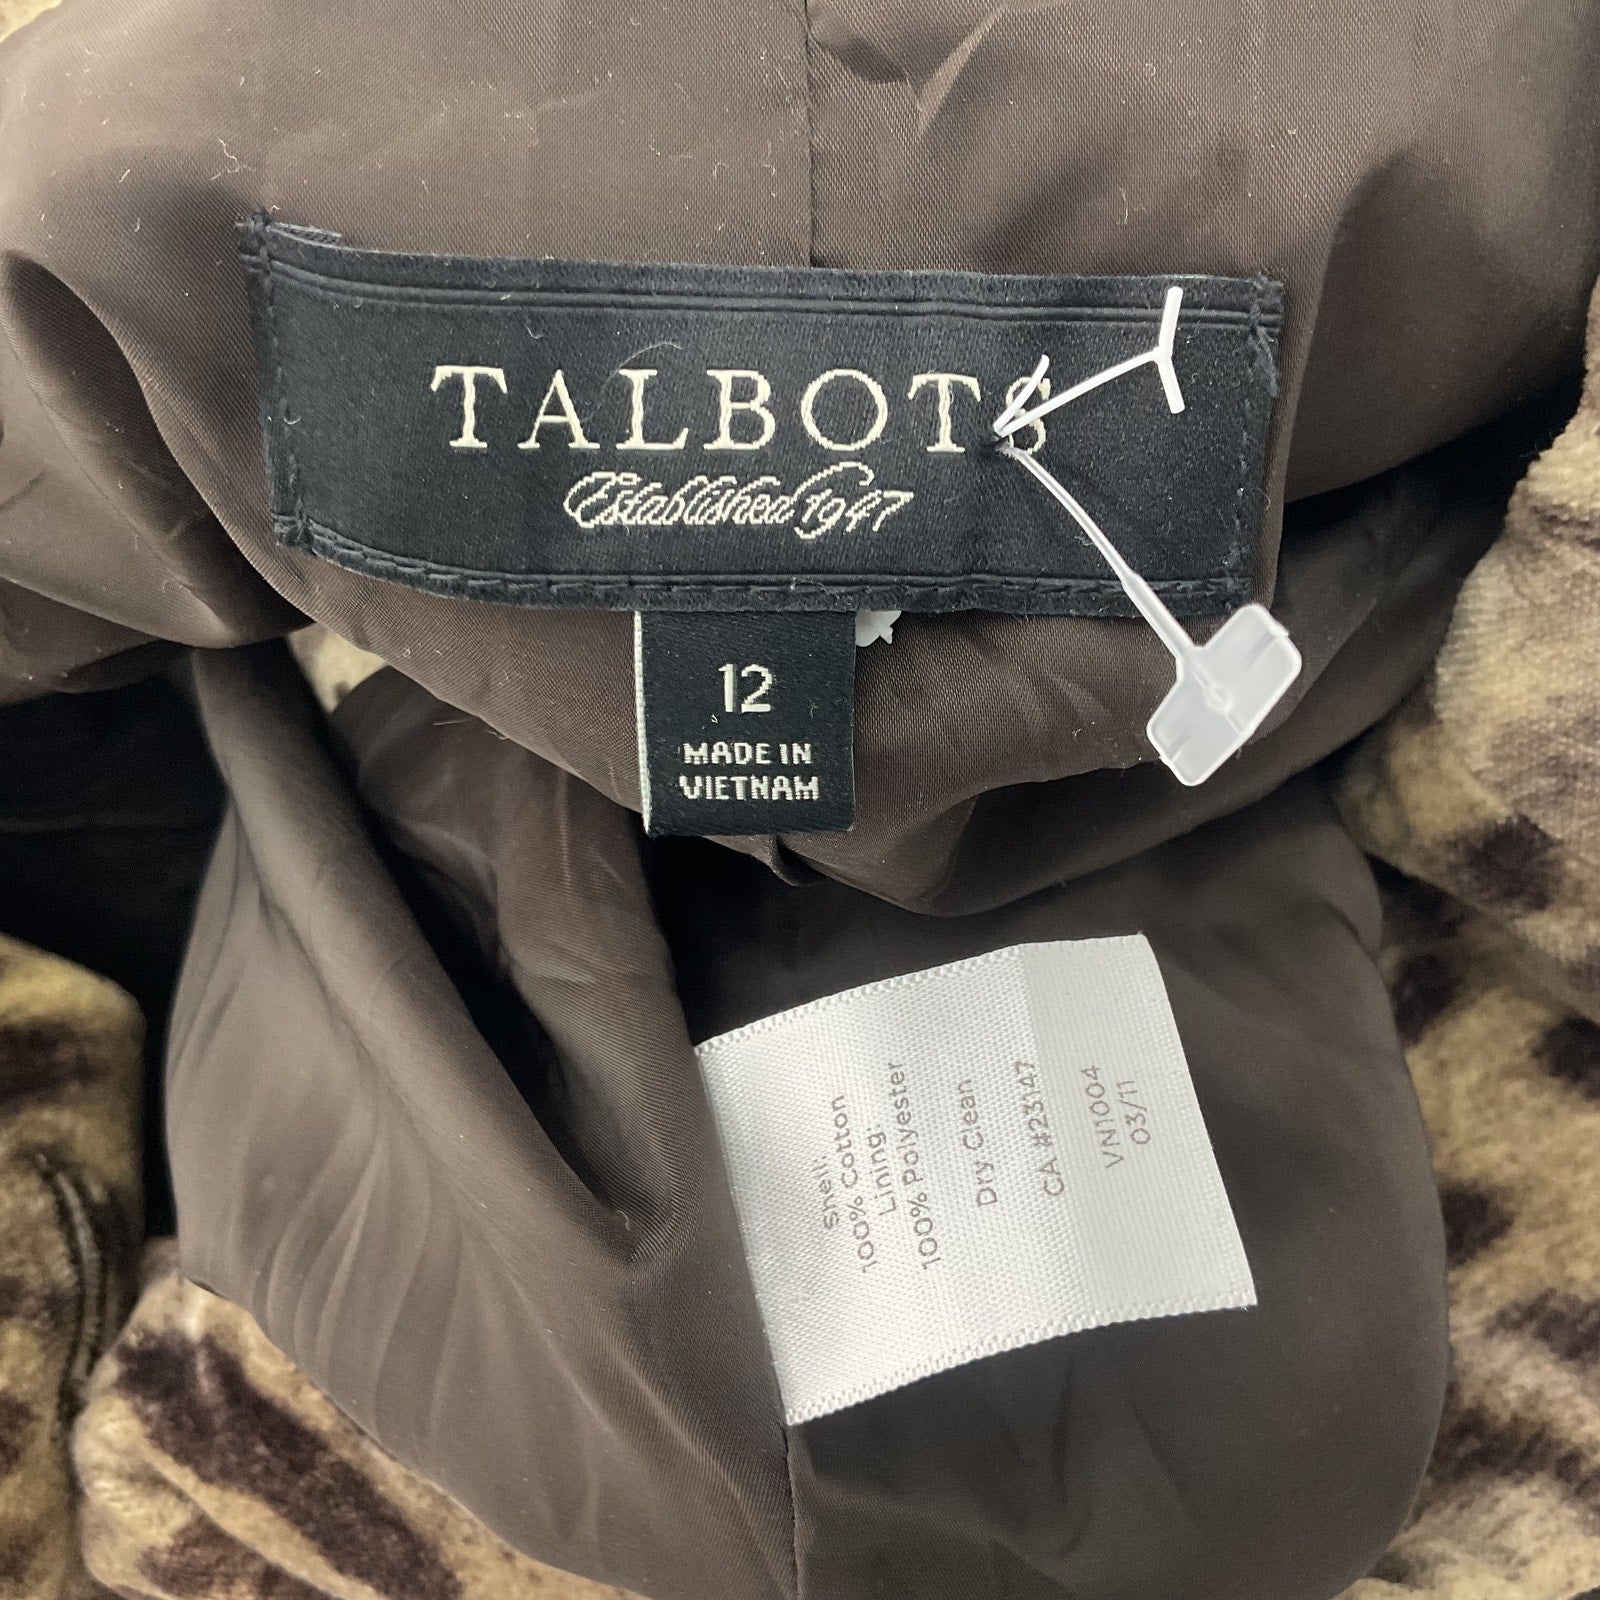 TALBOTS
Established 1947
12
MADE IN
VIETNAM
Shell:
100% Cotton
Lining:
100% Polyester
Dry Clean
CA #23147
VN1004
03/11